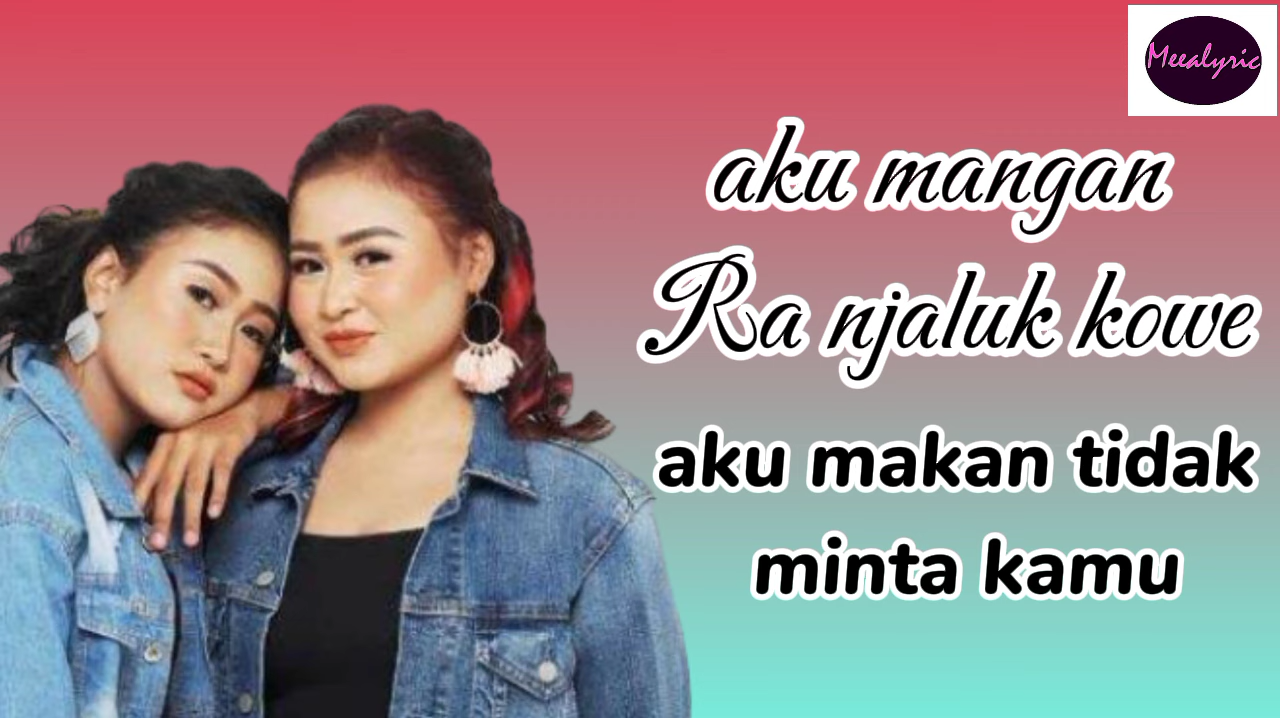 Meealyric
aku mangan
Ra njaluk kowe
aku makan tidak
minta kamu